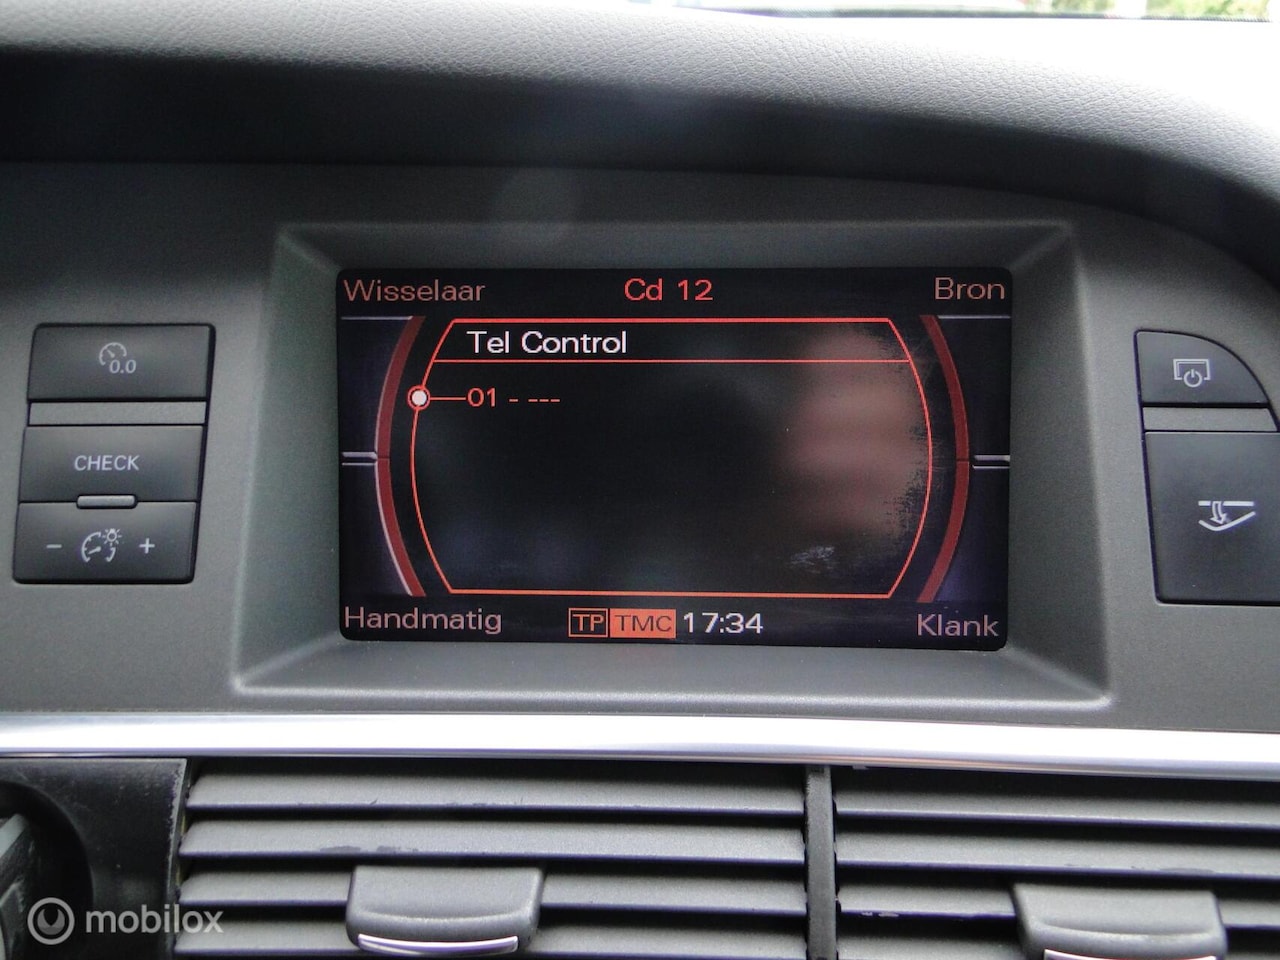 Wisselaar Cd 12 Bron
Tel Control
0.0
01 - ---
CHECK
- +
Handmatig TP TMC 17:34 Klank
mobilox